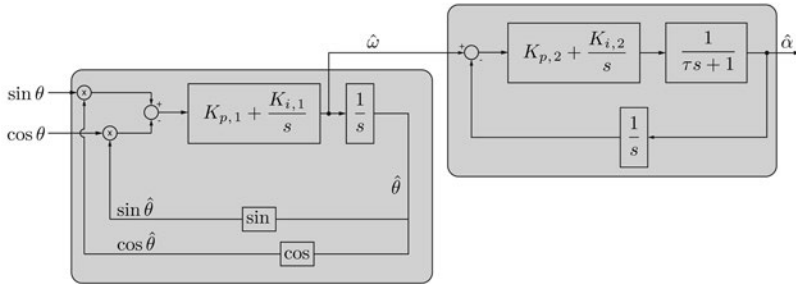 ω̂
K_{p,2} + K_{i,2}/s
1/(τs + 1)
α̂
+
-
1/s
sin θ
cos θ
x
x
+
-
K_{p,1} + K_{i,1}/s
1/s
θ̂
sin θ̂
sin
cos θ̂
cos